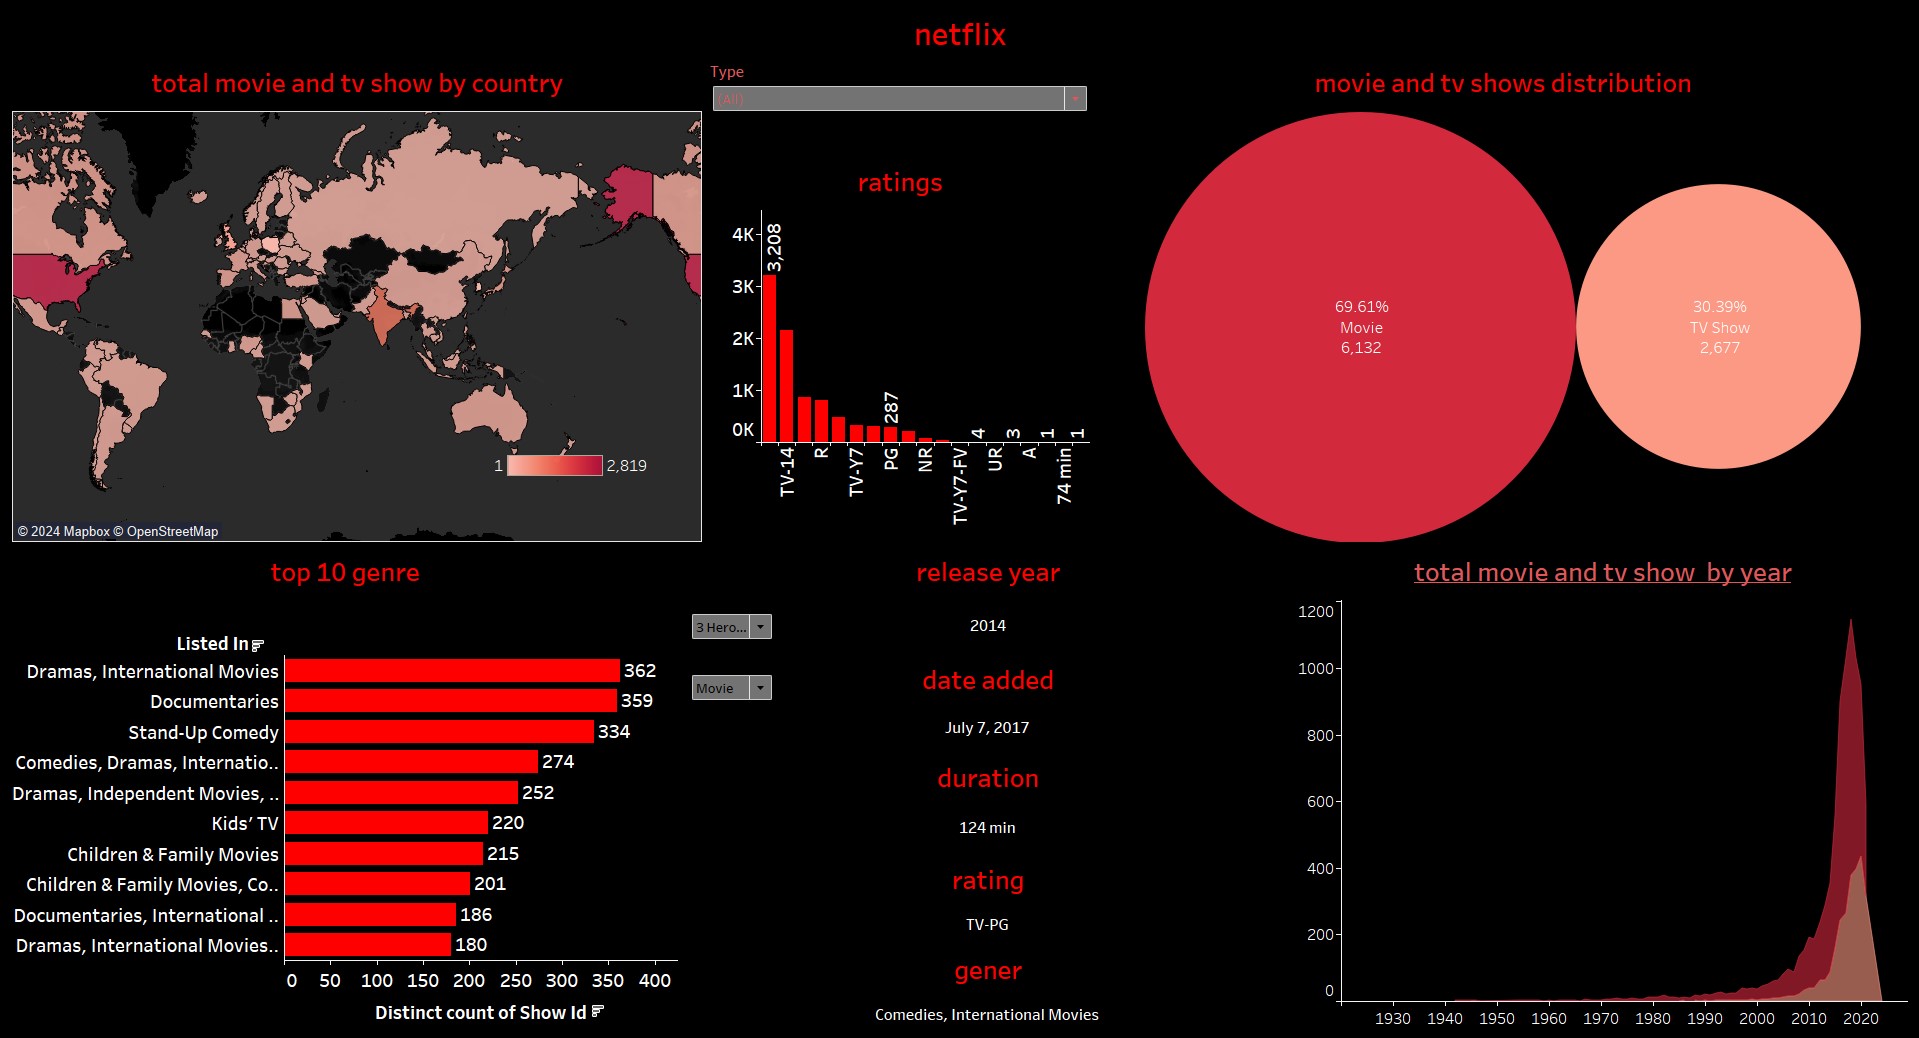 netflix
total movie and tv show by country
Type
(All)
movie and tv shows distribution
1
2,819
© 2024 Mapbox © OpenStreetMap
ratings
4K
3K
2K
1K
0K
3,208
287
4
3
1
1
TV-14
R
TV-Y7
PG
NR
TV-Y7-FV
UR
A
74 min
69.61%
Movie
6,132
30.39%
TV Show
2,677
top 10 genre
Listed In
Dramas, International Movies 362
Documentaries 359
Stand-Up Comedy 334
Comedies, Dramas, Internatio.. 274
Dramas, Independent Movies, .. 252
Kids' TV 220
Children & Family Movies 215
Children & Family Movies, Co.. 201
Documentaries, International .. 186
Dramas, International Movies.. 180
0 50 100 150 200 250 300 350 400
Distinct count of Show Id
3 Hero...
Movie
release year
2014
date added
July 7, 2017
duration
124 min
rating
TV-PG
gener
Comedies, International Movies
total movie and tv show by year
1200
1000
800
600
400
200
0
1930 1940 1950 1960 1970 1980 1990 2000 2010 2020